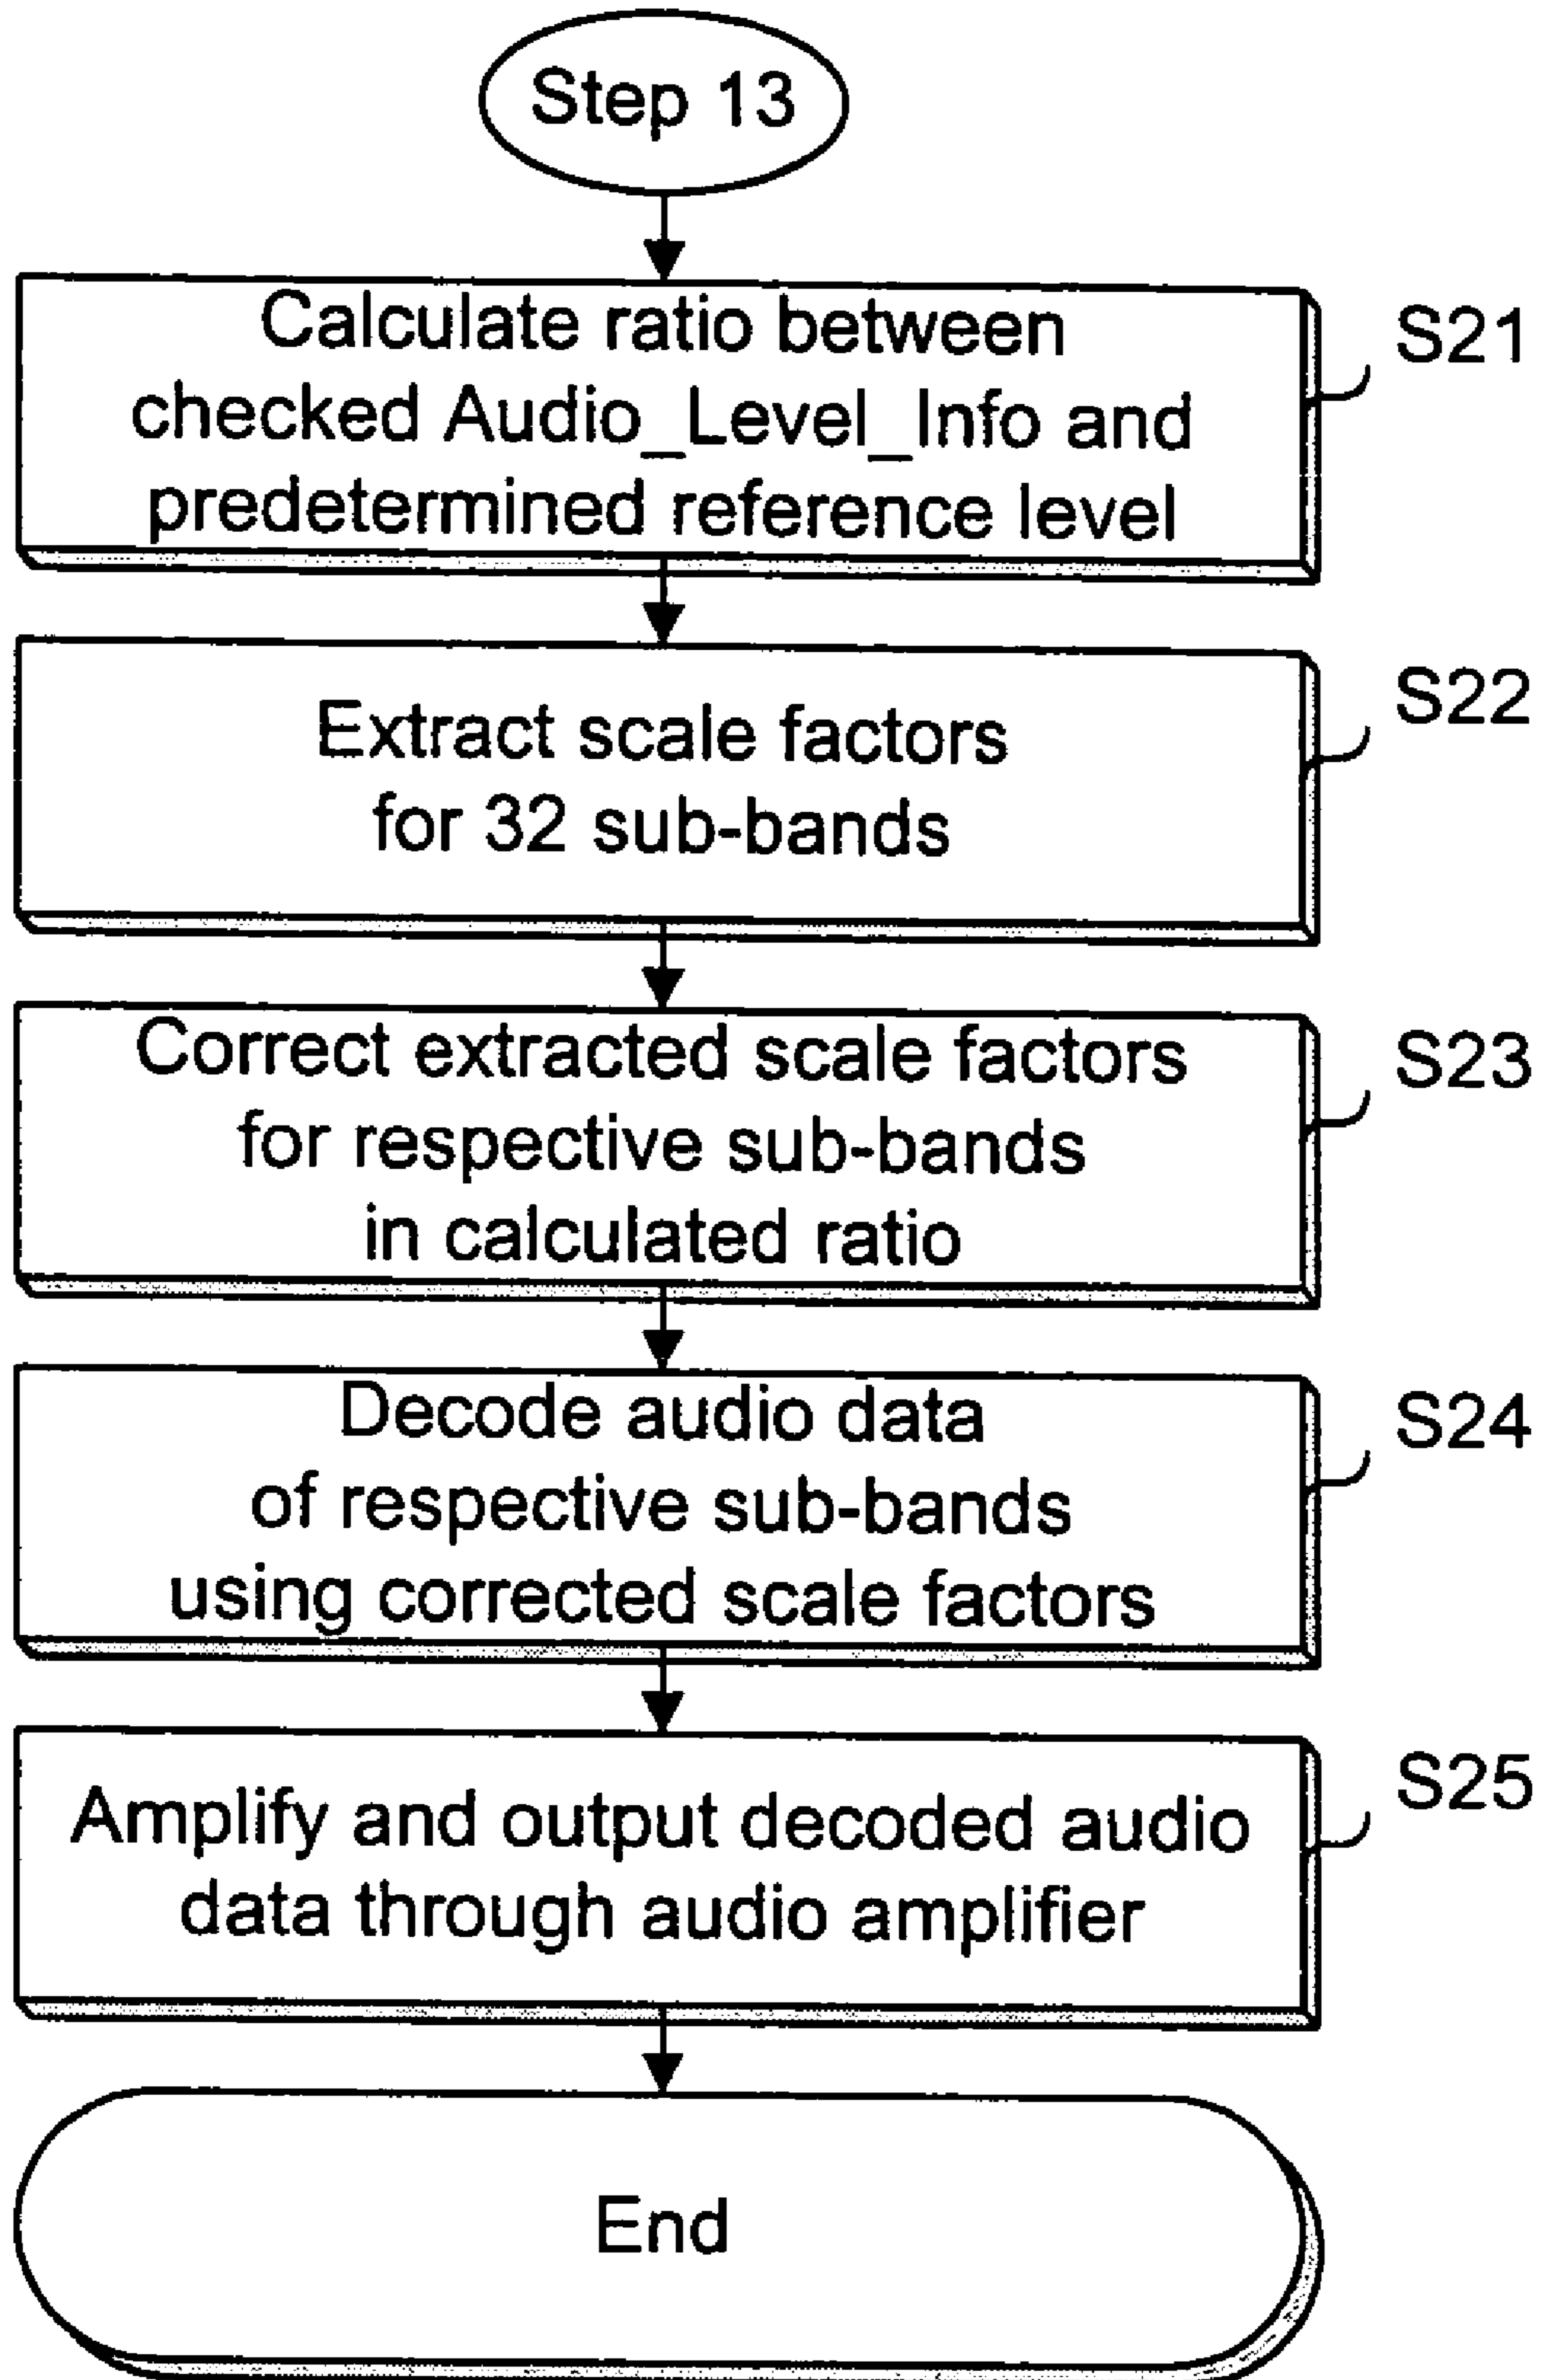 Step 13
Calculate ratio between
checked Audio_Level_Info and
predetermined reference level
S21
Extract scale factors
for 32 sub-bands
S22
Correct extracted scale factors
for respective sub-bands
in calculated ratio
S23
Decode audio data
of respective sub-bands
using corrected scale factors
S24
Amplify and output decoded audio
data through audio amplifier
S25
End